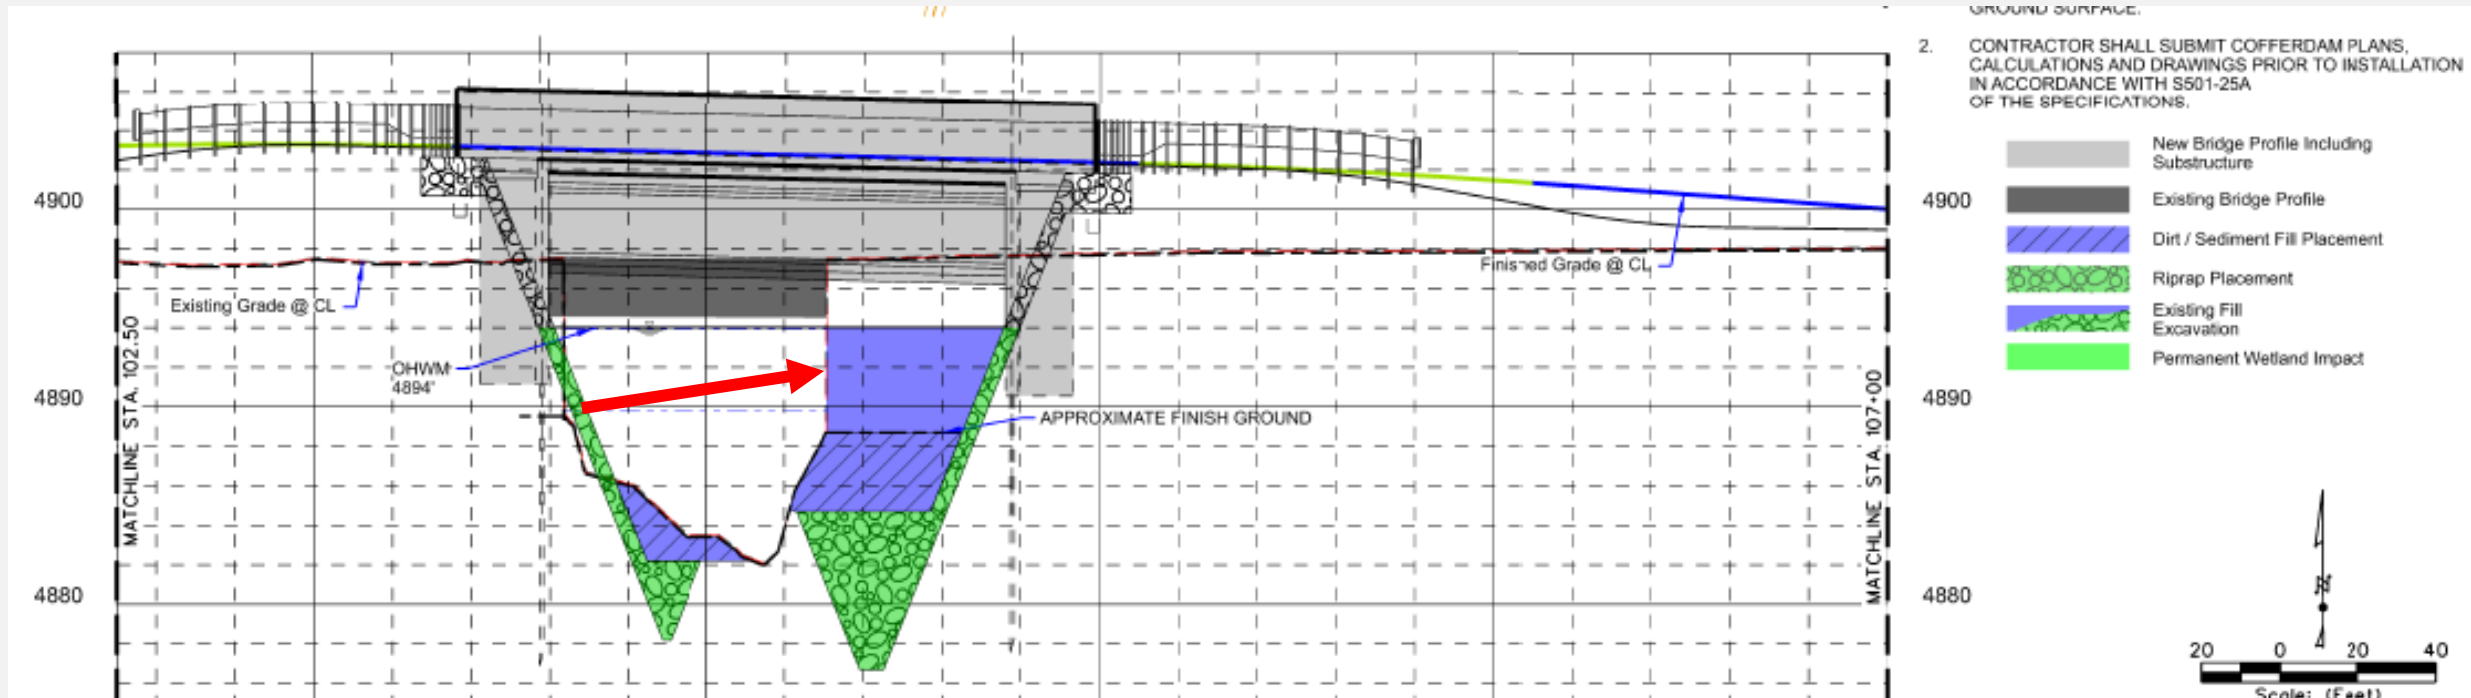 GROUND SURFACE.
2. CONTRACTOR SHALL SUBMIT COFFERDAM PLANS,
CALCULATIONS AND DRAWINGS PRIOR TO INSTALLATION
IN ACCORDANCE WITH S501-25A
OF THE SPECIFICATIONS.
New Bridge Profile Including
Substructure
Existing Bridge Profile
Dirt / Sediment Fill Placement
Riprap Placement
Existing Fill
Excavation
Permanent Wetland Impact
4900
4890
4880
MATCHLINE STA. 102.50
Existing Grade @ CL
OHWM
4894'
APPROXIMATE FINISH GROUND
Finished Grade @ CL
MATCHLINE STA. 107+00
4900
4890
4880
N
20 0 20 40
Scale: (Feet)